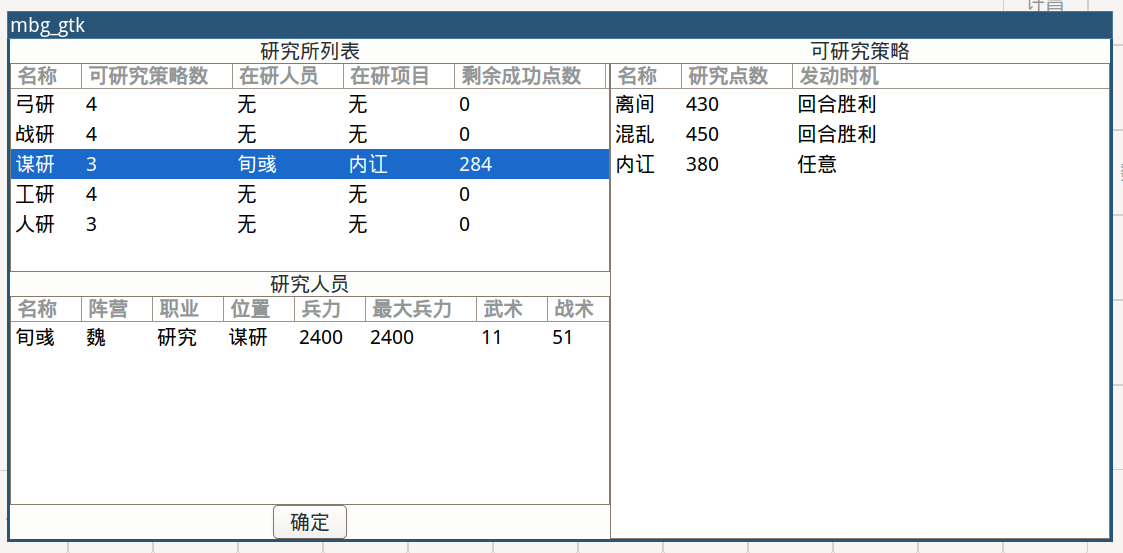 mbg_gtk
研究所列表
名称 可研究策略数 在研人员 在研项目 剩余成功点数
弓研 4 无 无 0
战研 4 无 无 0
谋研 3 旬彧 内讧 284
工研 4 无 无 0
人研 3 无 无 0
研究人员
名称 阵营 职业 位置 兵力 最大兵力 武术 战术
旬彧 魏 研究 谋研 2400 2400 11 51
确定
可研究策略
名称 研究点数 发动时机
离间 430 回合胜利
混乱 450 回合胜利
内讧 380 任意